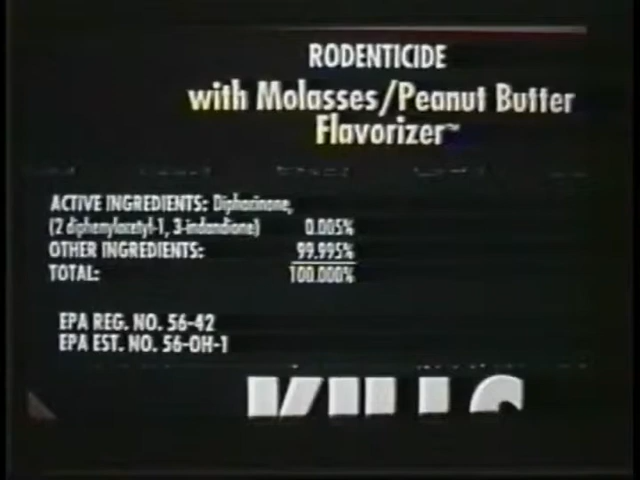 RODENTICIDE
with Molasses/Peanut Butter
Flavorizer™
ACTIVE INGREDIENTS: Diphacinone,
(2 diphenylacetyl-1, 3-indandione) 0.005%
OTHER INGREDIENTS: 99.995%
TOTAL: 100.000%
EPA REG. NO. 56-42
EPA EST. NO. 56-OH-1
KILLS